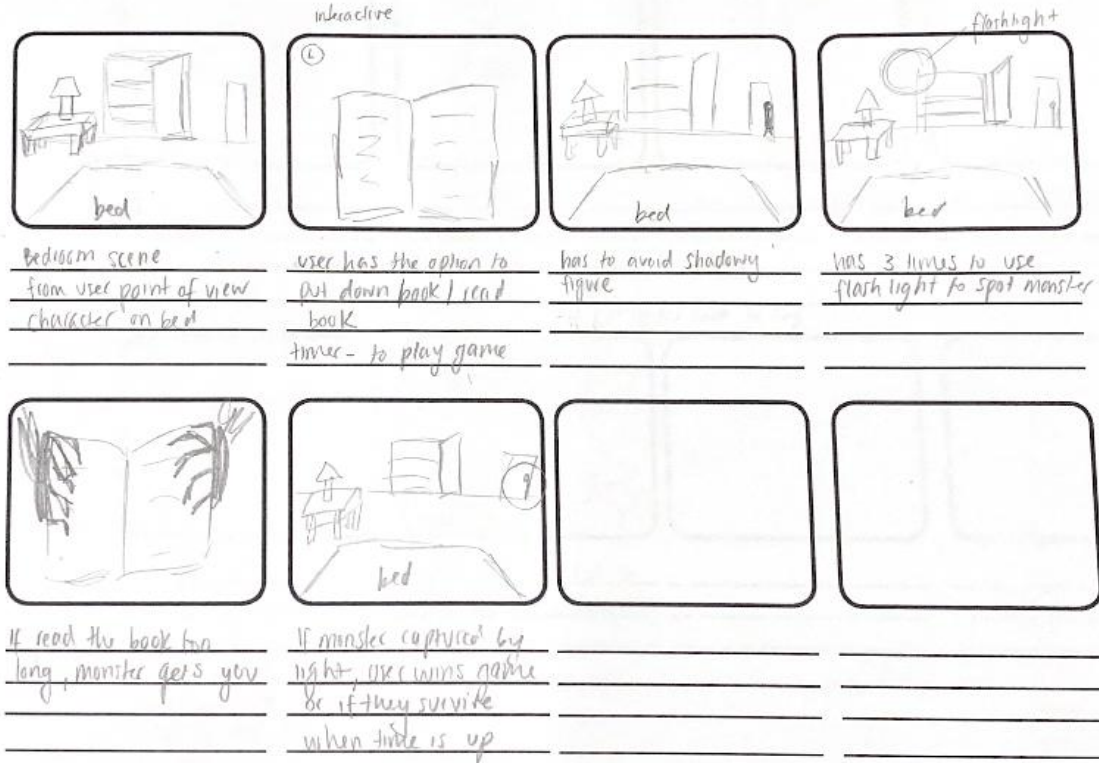 interactive
flashlight
bed
bed
bed
Bedroom scene
from user point of view
character on bed
user has the option to
put down book/read
book
timer - to play game
has to avoid shadowy
figure
has 3 times to use
flash light to spot monster
bed
If read the book too
long, monster gets you
If monster captured by
light, user wins game
or if they survive
when time is up